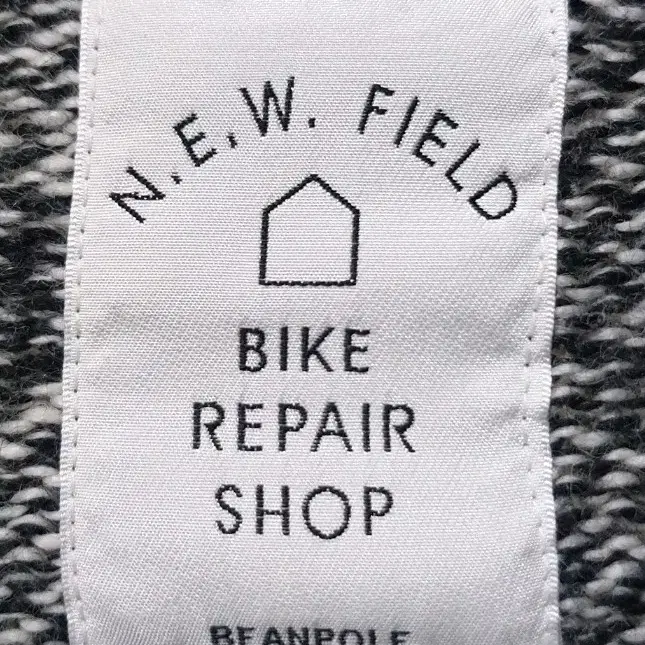 N.E.W. FIELD
BIKE
REPAIR
SHOP
BEANPOLE